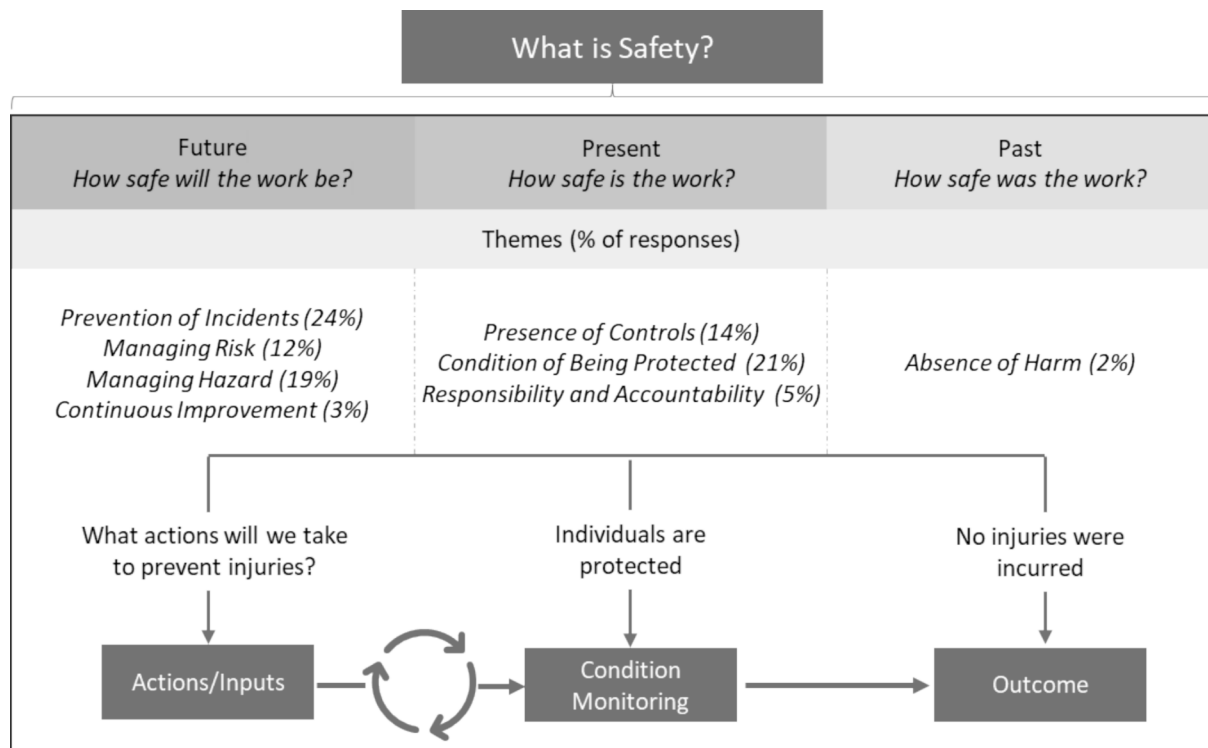 What is Safety?
Future
How safe will the work be?
Present
How safe is the work?
Past
How safe was the work?
Themes (% of responses)
Prevention of Incidents (24%)
Managing Risk (12%)
Managing Hazard (19%)
Continuous Improvement (3%)
Presence of Controls (14%)
Condition of Being Protected (21%)
Responsibility and Accountability (5%)
Absence of Harm (2%)
What actions will we take
to prevent injuries?
Individuals are
protected
No injuries were
incurred
Actions/Inputs
Condition
Monitoring
Outcome